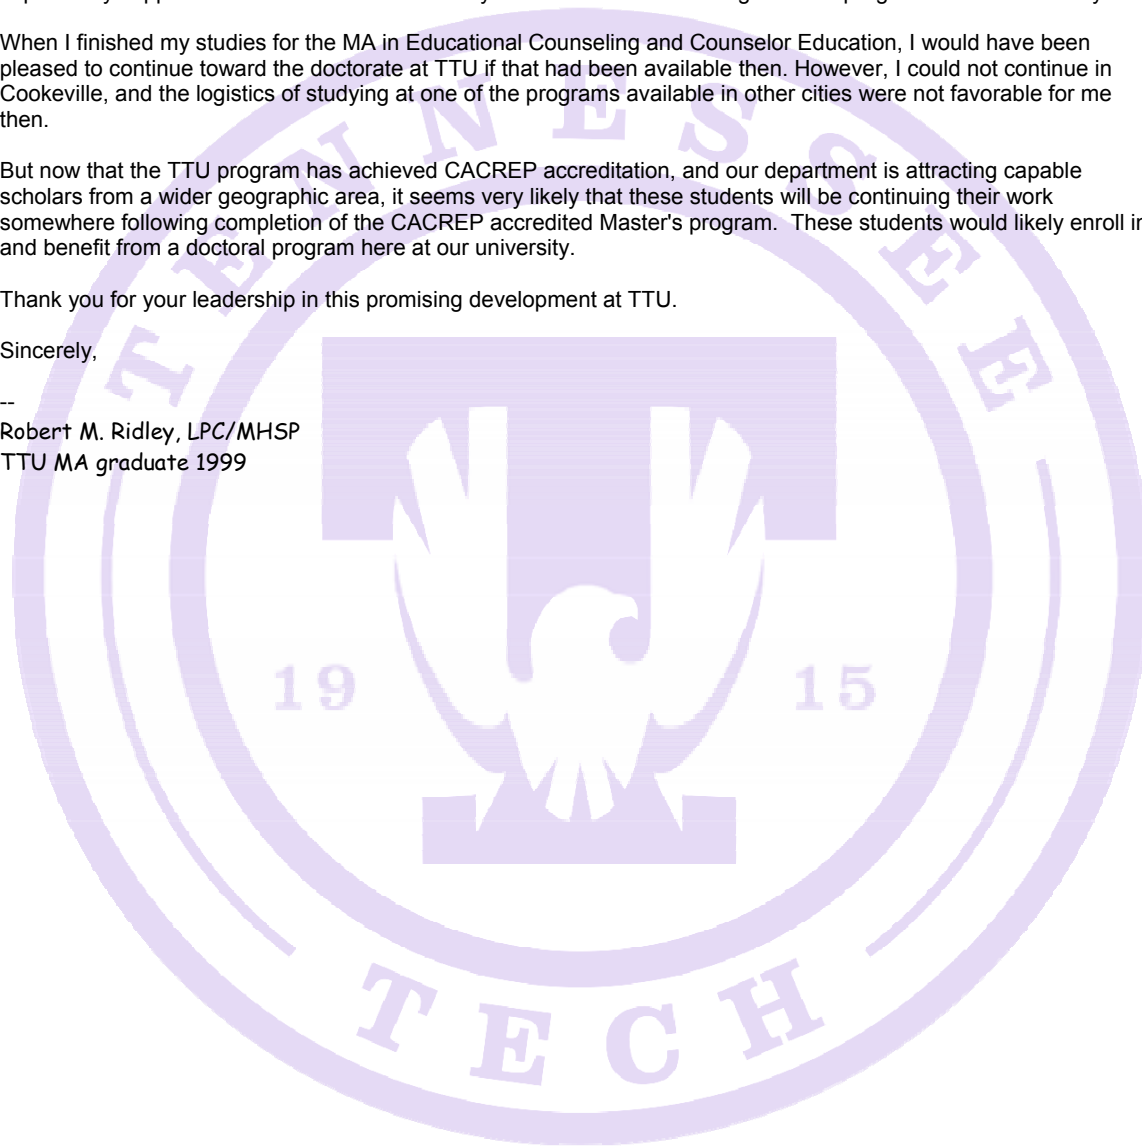 When I finished my studies for the MA in Educational Counseling and Counselor Education, I would have been
pleased to continue toward the doctorate at TTU if that had been available then. However, I could not continue in
Cookeville, and the logistics of studying at one of the programs available in other cities were not favorable for me
then.
But now that the TTU program has achieved CACREP accreditation, and our department is attracting capable
scholars from a wider geographic area, it seems very likely that these students will be continuing their work
somewhere following completion of the CACREP accredited Master's program.  These students would likely enroll in
and benefit from a doctoral program here at our university.
Thank you for your leadership in this promising development at TTU.
Sincerely,
--
Robert M. Ridley, LPC/MHSP
TTU MA graduate 1999
TENNESSEE
19 15
TECH